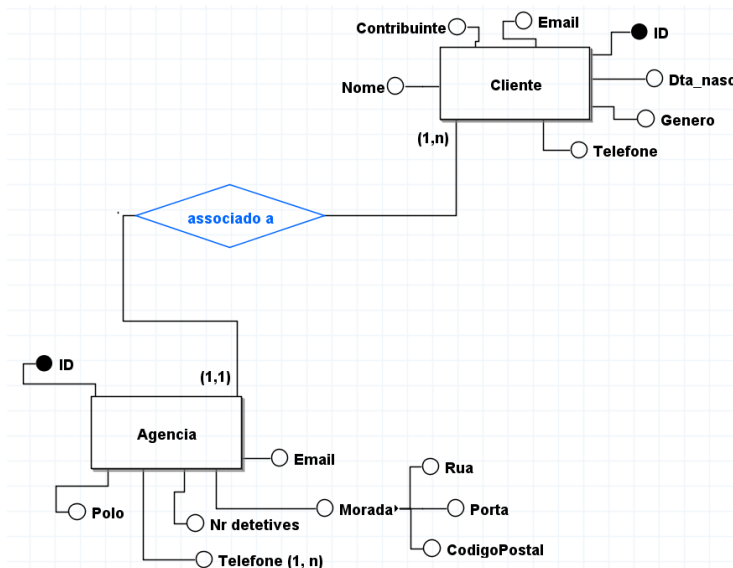 Contribuinte
Email
ID
Nome
Cliente
Dta_nasc
Genero
(1,n)
Telefone
associado a
ID
(1,1)
Agencia
Email
Rua
Polo
Nr detetives
Morada
Porta
Telefone (1, n)
CodigoPostal